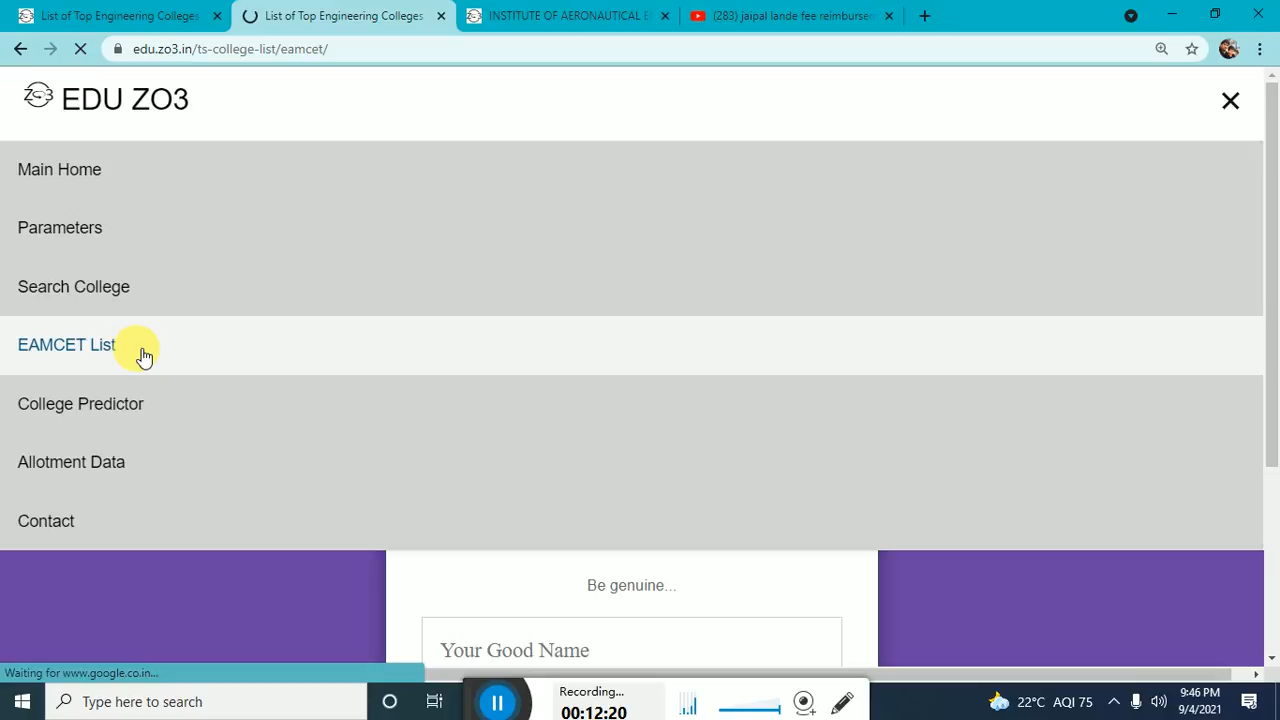 List of Top Engineering Colleges
List of Top Engineering Colleges
INSTITUTE OF AERONAUTICAL E
(283) jaipal lande fee reimburse
edu.zo3.in/ts-college-list/eamcet/
ZO3
EDU ZO3
Main Home
Parameters
Search College
EAMCET List
College Predictor
Allotment Data
Contact
Be genuine...
Your Good Name
Waiting for www.google.co.in...
Type here to search
Recording...
00:12:20
22°C AQI 75
9:46 PM
9/4/2021